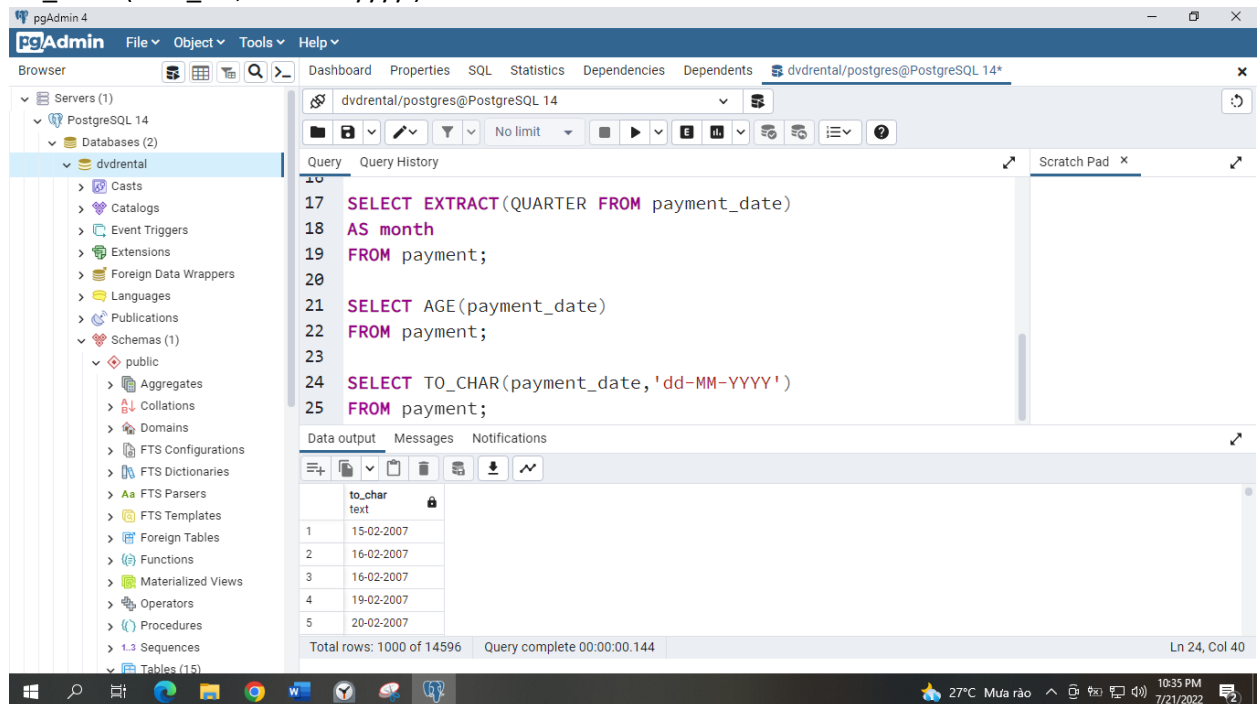 pgAdmin 4
pgAdmin File Object Tools Help
Browser Dashboard Properties SQL Statistics Dependencies Dependents dvdrental/postgres@PostgreSQL 14*
Servers (1)
PostgreSQL 14
Databases (2)
dvdrental
Casts
Catalogs
Event Triggers
Extensions
Foreign Data Wrappers
Languages
Publications
Schemas (1)
public
Aggregates
Collations
Domains
FTS Configurations
FTS Dictionaries
Aa FTS Parsers
FTS Templates
Foreign Tables
Functions
Materialized Views
Operators
Procedures
1..3 Sequences
Tables (15)
dvdrental/postgres@PostgreSQL 14
No limit
Query Query History Scratch Pad
16
17 SELECT EXTRACT(QUARTER FROM payment_date)
18 AS month
19 FROM payment;
20
21 SELECT AGE(payment_date)
22 FROM payment;
23
24 SELECT TO_CHAR(payment_date,'dd-MM-YYYY')
25 FROM payment;
Data output Messages Notifications
to_char
text
1 15-02-2007
2 16-02-2007
3 16-02-2007
4 19-02-2007
5 20-02-2007
Total rows: 1000 of 14596 Query complete 00:00:00.144 Ln 24, Col 40
27°C Mưa rào 10:35 PM
7/21/2022